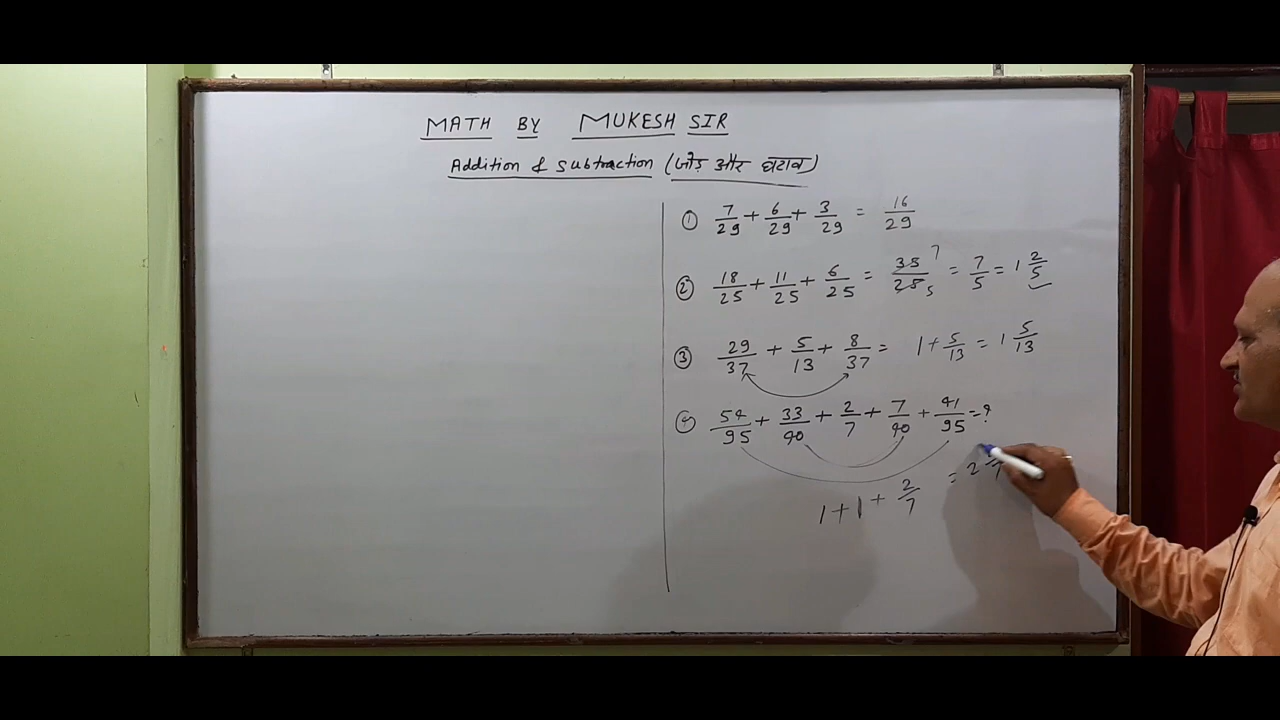 MATH BY MUKESH SIR
Addition & Subtraction (जोड़ और घटाव)
① 7/29 + 6/29 + 3/29 = 16/29
② 18/25 + 11/25 + 6/25 = 35/25 7 5 = 7/5 = 1 2/5
③ 29/37 + 5/13 + 8/37 = 1 + 5/13 = 1 5/13
④ 54/95 + 33/40 + 2/7 + 7/40 + 41/95 = ?
1 + 1 + 2/7 = 2